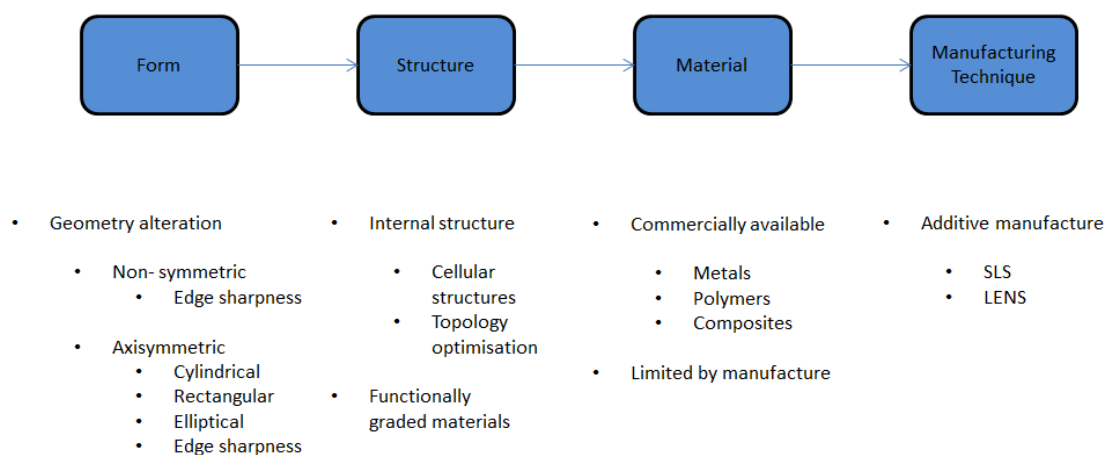 Form
Structure
Material
Manufacturing
Technique
• Geometry alteration
• Non- symmetric
• Edge sharpness
• Axisymmetric
• Cylindrical
• Rectangular
• Elliptical
• Edge sharpness
• Internal structure
• Cellular
structures
• Topology
optimisation
• Functionally
graded materials
• Commercially available
• Metals
• Polymers
• Composites
• Limited by manufacture
• Additive manufacture
• SLS
• LENS